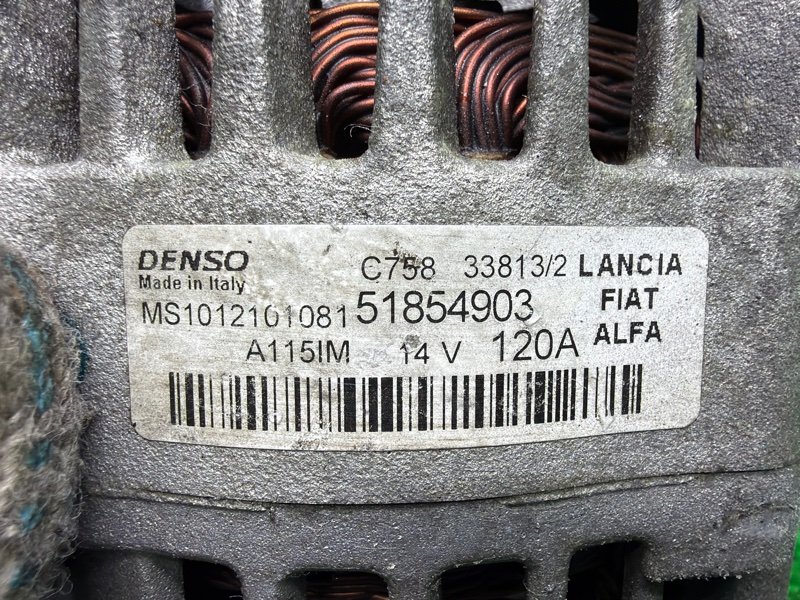 DENSO C758 33813/2 LANCIA
Made in Italy
MS1012101081 51854903 FIAT
A115IM 14 V 120A ALFA